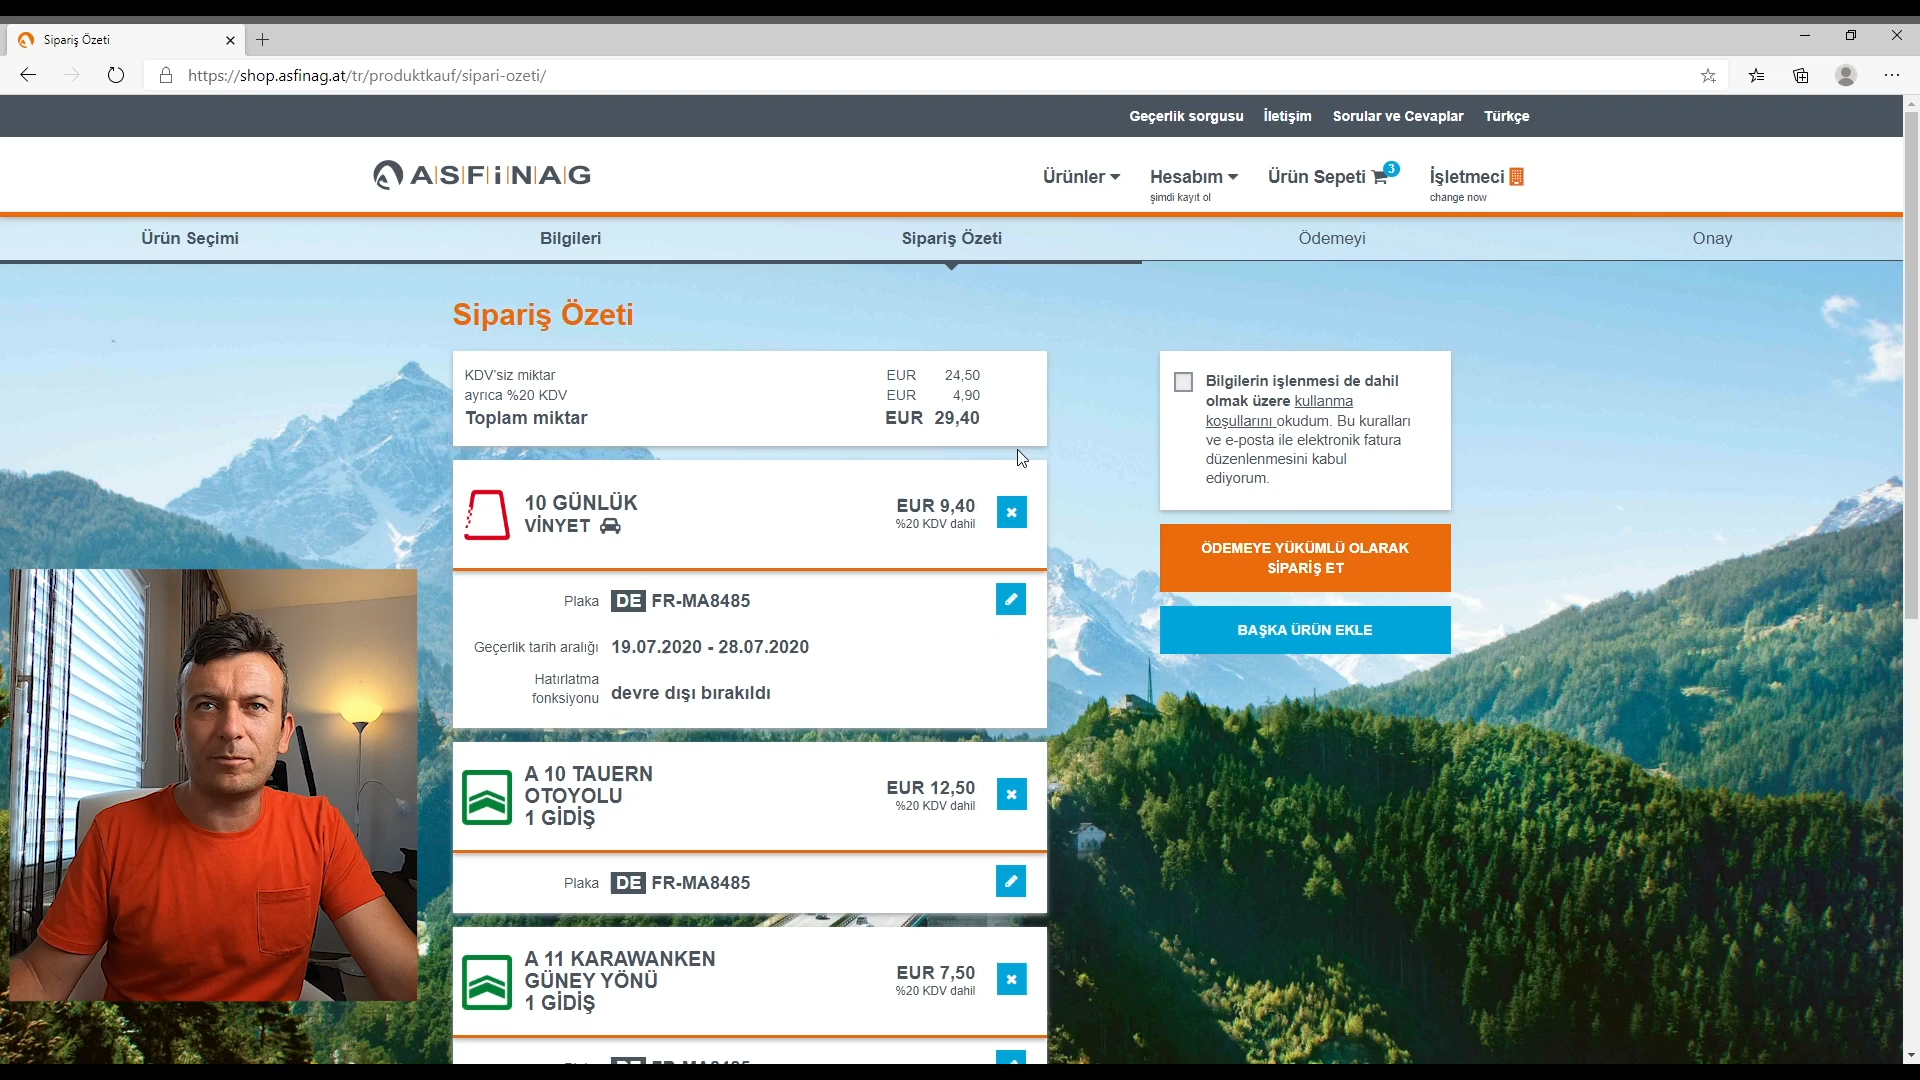 Sipariş Özeti
https://shop.asfinag.at/tr/produktkauf/sipari-ozeti/
Geçerlik sorgusu İletişim Sorular ve Cevaplar Türkçe
ASFiNAG
Ürünler Hesabım Ürün Sepeti 3 İşletmeci
şimdi kayıt ol change now
Ürün Seçimi Bilgileri Sipariş Özeti Ödemeyi Onay
Sipariş Özeti
KDV'siz miktar EUR 24,50
ayrıca %20 KDV EUR 4,90
Toplam miktar EUR 29,40
Bilgilerin işlenmesi de dahil
olmak üzere kullanma
koşullarını okudum. Bu kuralları
ve e-posta ile elektronik fatura
düzenlenmesini kabul
ediyorum.
ÖDEMEYE YÜKÜMLÜ OLARAK
SİPARİŞ ET
BAŞKA ÜRÜN EKLE
10 GÜNLÜK
VİNYET
EUR 9,40
%20 KDV dahil
Plaka DE FR-MA8485
Geçerlik tarih aralığı 19.07.2020 - 28.07.2020
Hatırlatma
fonksiyonu devre dışı bırakıldı
A 10 TAUERN
OTOYOLU
1 GİDİŞ
EUR 12,50
%20 KDV dahil
Plaka DE FR-MA8485
A 11 KARAWANKEN
GÜNEY YÖNÜ
1 GİDİŞ
EUR 7,50
%20 KDV dahil